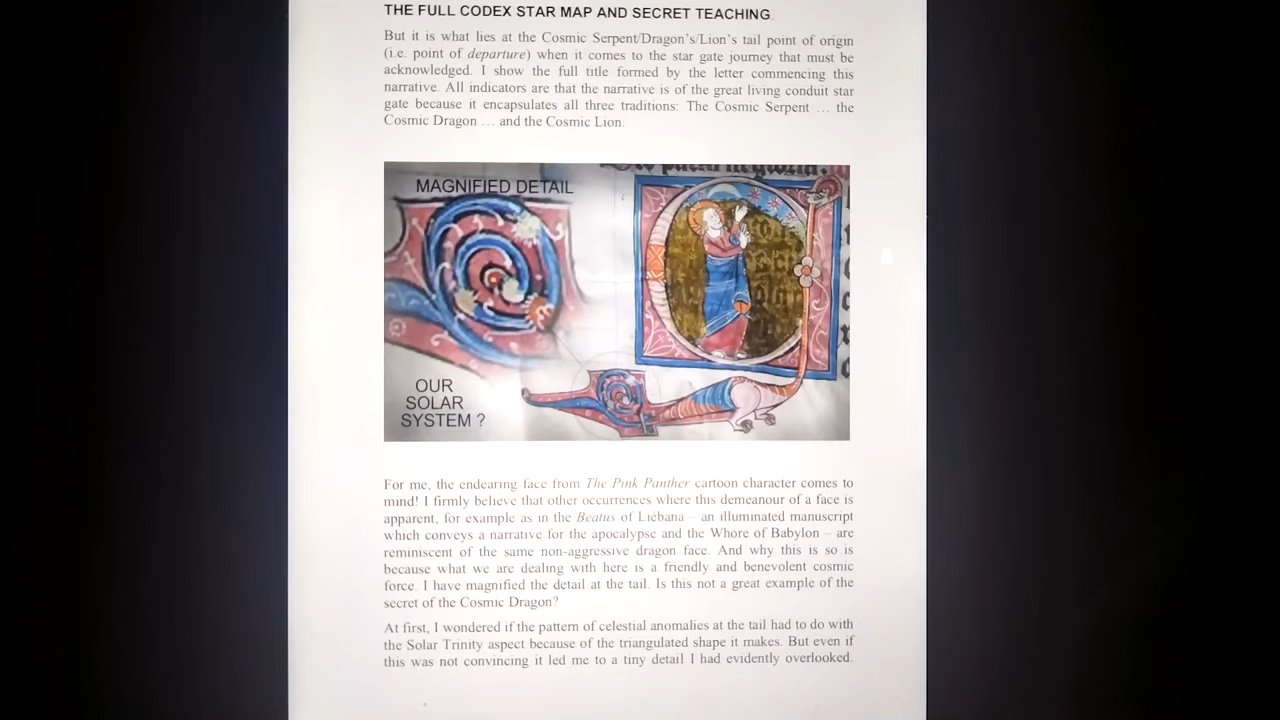 THE FULL CODEX STAR MAP AND SECRET TEACHING.
But it is what lies at the Cosmic Serpent/Dragon's/Lion's tail point of origin
(i.e. point of departure) when it comes to the star gate journey that must be
acknowledged. I show the full title formed by the letter commencing this
narrative. All indicators are that the narrative is of the great living conduit star
gate because it encapsulates all three traditions: The Cosmic Serpent … the
Cosmic Dragon … and the Cosmic Lion.
MAGNIFIED DETAIL
OUR
SOLAR
SYSTEM ?
For me, the endearing face from The Pink Panther cartoon character comes to
mind! I firmly believe that other occurrences where this demeanour of a face is
apparent, for example as in the Beatus of Liébana – an illuminated manuscript
which conveys a narrative for the apocalypse and the Whore of Babylon – are
reminiscent of the same non-aggressive dragon face. And why this is so is
because what we are dealing with here is a friendly and benevolent cosmic
force. I have magnified the detail at the tail. Is this not a great example of the
secret of the Cosmic Dragon?
At first, I wondered if the pattern of celestial anomalies at the tail had to do with
the Solar Trinity aspect because of the triangulated shape it makes. But even if
this was not convincing it led me to a tiny detail I had evidently overlooked.